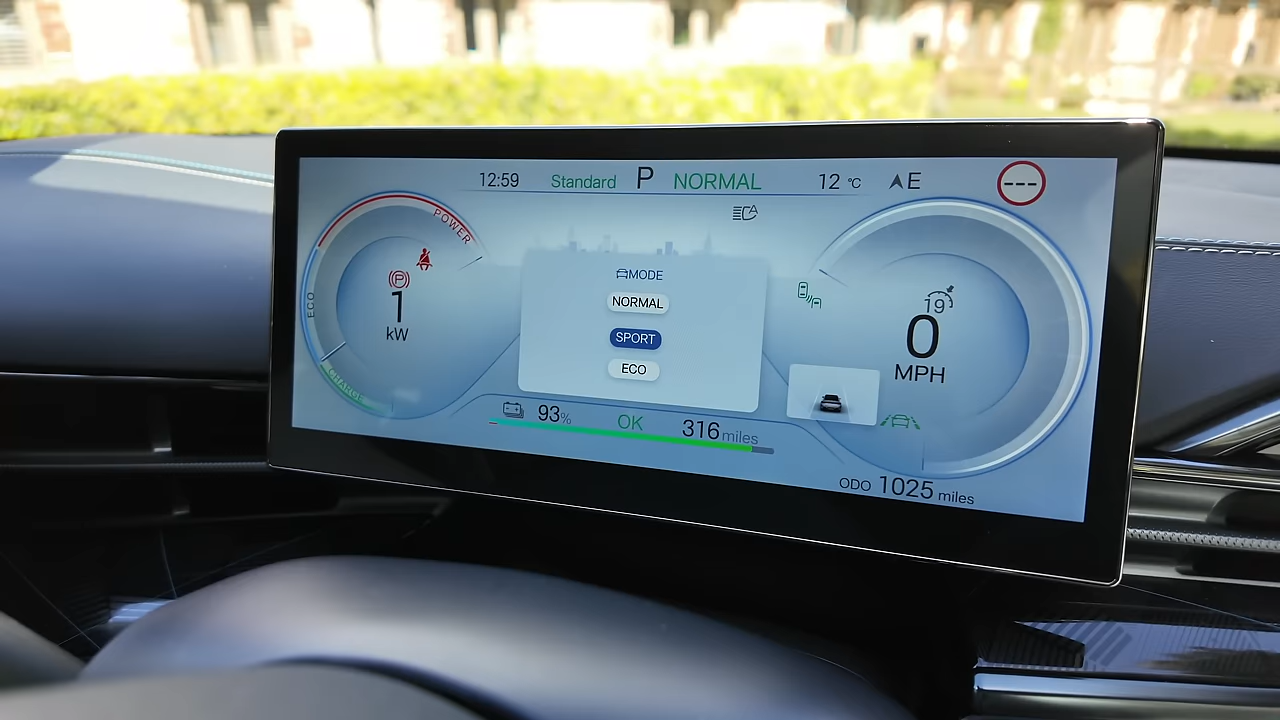 12:59 Standard P NORMAL 12 °C E ---
POWER
ECO
CHARGE
P
1
kW
A
MODE
NORMAL
SPORT
ECO
19
0
MPH
93% OK 316 miles
ODO 1025 miles